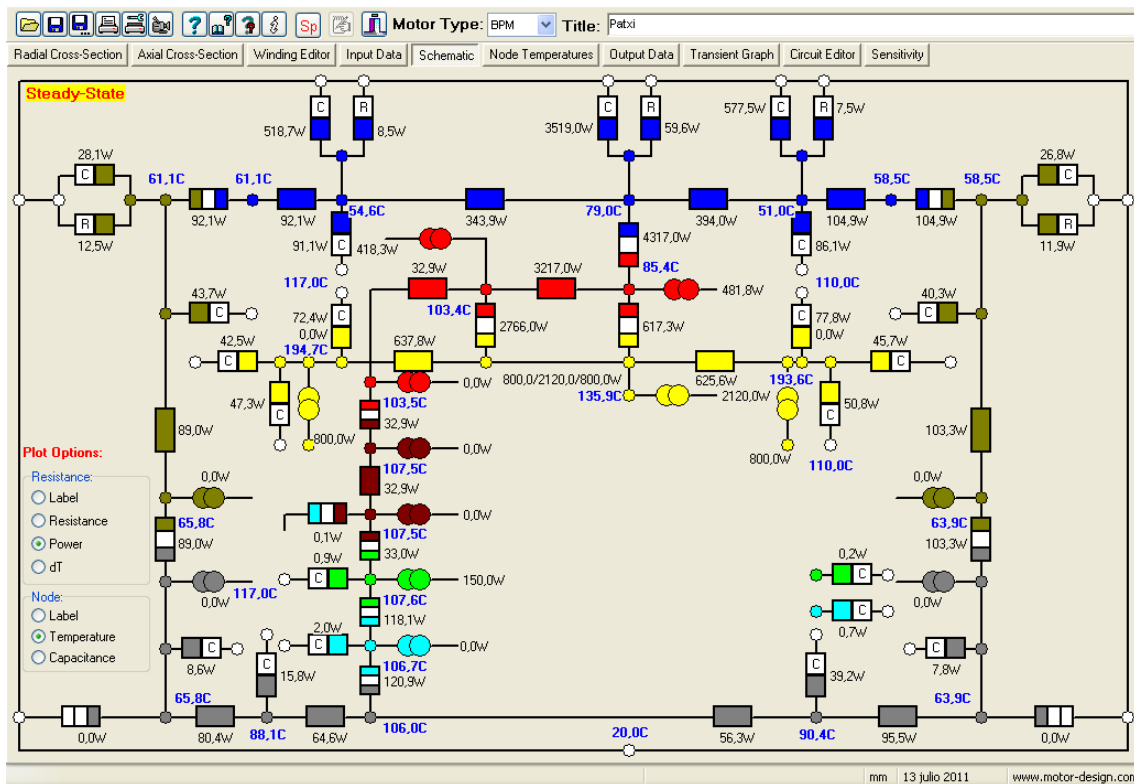 Sp Motor Type: BPM Title: Patxi
Radial Cross-Section Axial Cross-Section Winding Editor Input Data Schematic Node Temperatures Output Data Transient Graph Circuit Editor Sensitivity
Steady-State
C R C R C R
518,7W 8,5W 3519,0W 59,6W 577,5W 7,5W
28,1W 26,8W
C C
61,1C 61,1C 58,5C 58,5C
92,1W 92,1W 54,6C 343,9W 79,0C 394,0W 51,0C 104,9W 104,9W
R R
12,5W 11,9W
91,1W C 418,3W 4317,0W C 86,1W
32,9W 3217,0W 85,4C
117,0C 110,0C
481,8W
43,7W 40,3W
C C
103,4C
72,4W C 2766,0W 617,3W C 77,8W
0,0W 0,0W
42,5W 194,7C 637,8W 45,7W
C C
800,0/2120,0/800,0W 625,6W 193,6C
0,0W 135,9C 2120,0W
47,3W C 103,5C C 50,8W
800,0W 32,9W 800,0W 110,0C
89,0W 0,0W 103,3W
Plot Options:
107,5C
Resistance:
Label
0,0W 32,9W 0,0W
Resistance
0,0W
65,8C 63,9C
Power
89,0W 0,1W 107,5C 103,3W
dT
0,9W 33,0W 0,2W
C 150,0W C
0,0W 117,0C 107,6C 0,0W
Node:
Label
118,1W C
2,0W 0,7W
Temperature
C 0,0W
C C
Capacitance
8,6W C 106,7C C 7,8W
15,8W 120,9W 39,2W
65,8C 63,9C
0,0W 80,4W 88,1C 64,6W 106,0C 20,0C 56,3W 90,4C 95,5W 0,0W
mm 13 julio 2011 www.motor-design.com